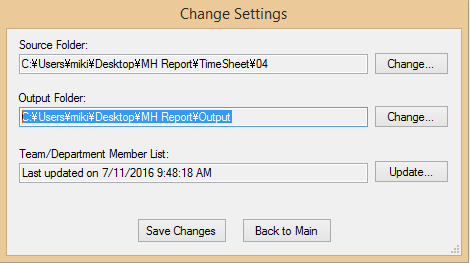 Change Settings
Source Folder:
C:¥Users¥miki¥Desktop¥MH Report¥TimeSheet¥04
Change...
Output Folder:
C:¥Users¥miki¥Desktop¥MH Report¥Output
Change...
Team/Department Member List:
Last updated on 7/11/2016 9:48:18 AM
Update...
Save Changes
Back to Main